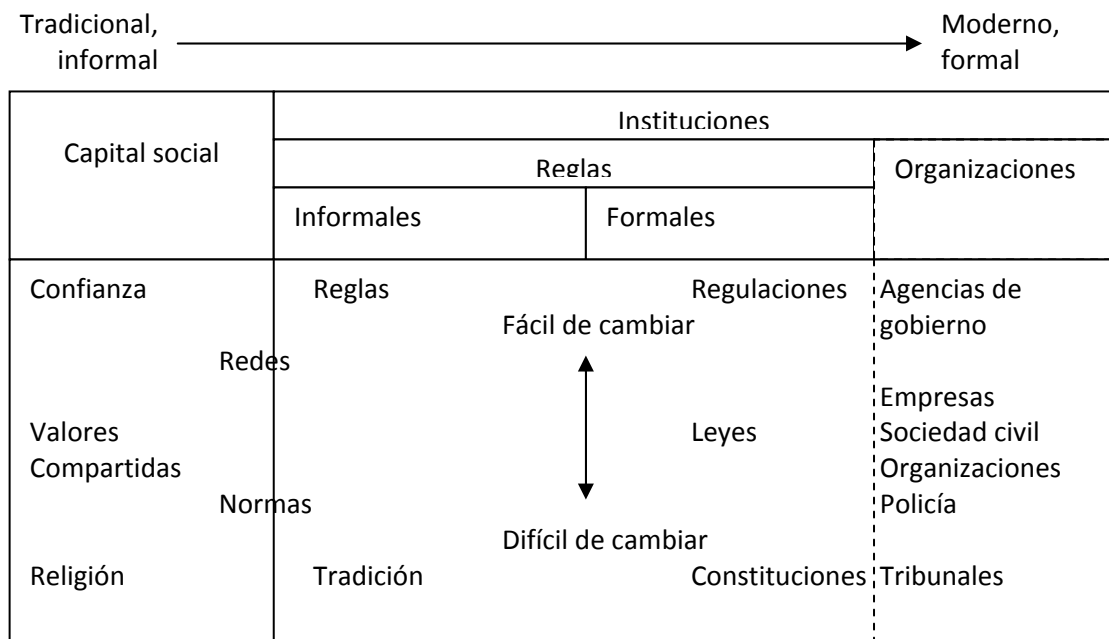 Tradicional,
informal
Moderno,
formal
Capital social
Instituciones
Reglas
Organizaciones
Informales
Formales
Confianza
Reglas
Regulaciones
Agencias de
gobierno
Fácil de cambiar
Redes
Empresas
Valores
Compartidas
Leyes
Sociedad civil
Organizaciones
Normas
Policía
Difícil de cambiar
Religión
Tradición
Constituciones
Tribunales